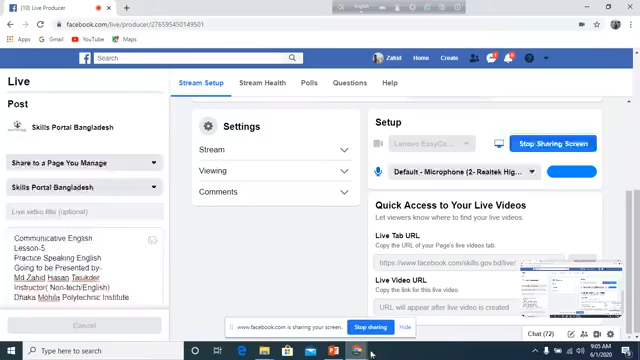 Facebook Live
English
facebook.com/live/producer/276595450149501
Apps
Gmail
YouTube
Maps
Search
Zahid
Home
Create
Live
Stream Setup
Stream Health
Polls
Questions
Help
Post
Skills Portal Bangladesh
Share to a Page You Manage
Skills Portal Bangladesh
Live video title (optional)
Communicative English
Lesson-5
Practice Speaking English
Going to be Presented by-
Md Zahid Hasan Tasukder
Instructor( Non-tech/English)
Dhaka Mohila Polytechnic Institute
Cancel
Settings
Stream
Viewing
Comments
Setup
Stop Sharing Screen
Default - Microphone (2- Realtek Hig...
Quick Access to Your Live Videos
Let viewers know where to find your live videos.
Live Tab URL
Copy the URL of your Page's live videos tab.
https://www.facebook.com/skills.gov.bd/live/
Live Video URL
Copy the link for this live video.
URL will appear after live video is created
www.facebook.com is sharing your screen.
Stop sharing
Hide
Chat (72)
Type here to search
9:05 AM
6/1/2020